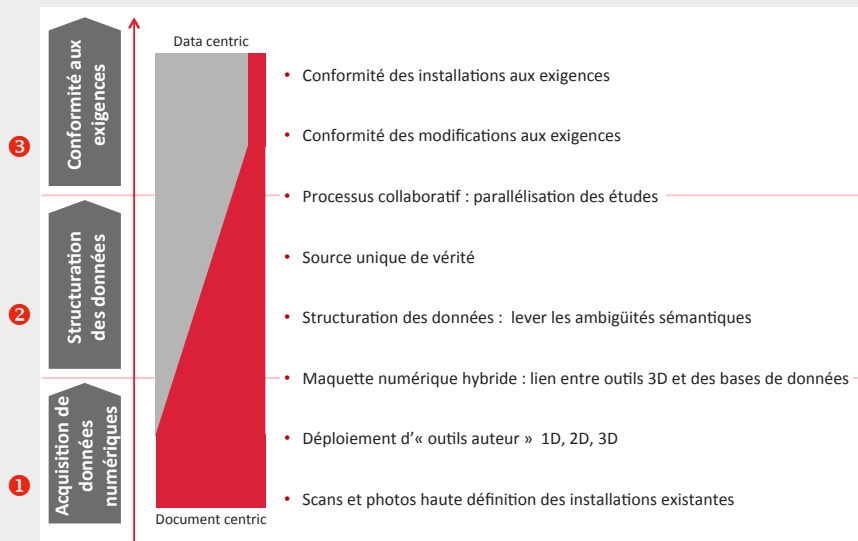 Data centric
❸
Conformité aux
exigences
• Conformité des installations aux exigences
• Conformité des modifications aux exigences
• Processus collaboratif : parallélisation des études
❷
Structuration
des données
• Source unique de vérité
• Structuration des données : lever les ambigüités sémantiques
• Maquette numérique hybride : lien entre outils 3D et des bases de données
❶
Acquisition de
données
numériques
• Déploiement d'« outils auteur » 1D, 2D, 3D
• Scans et photos haute définition des installations existantes
Document centric